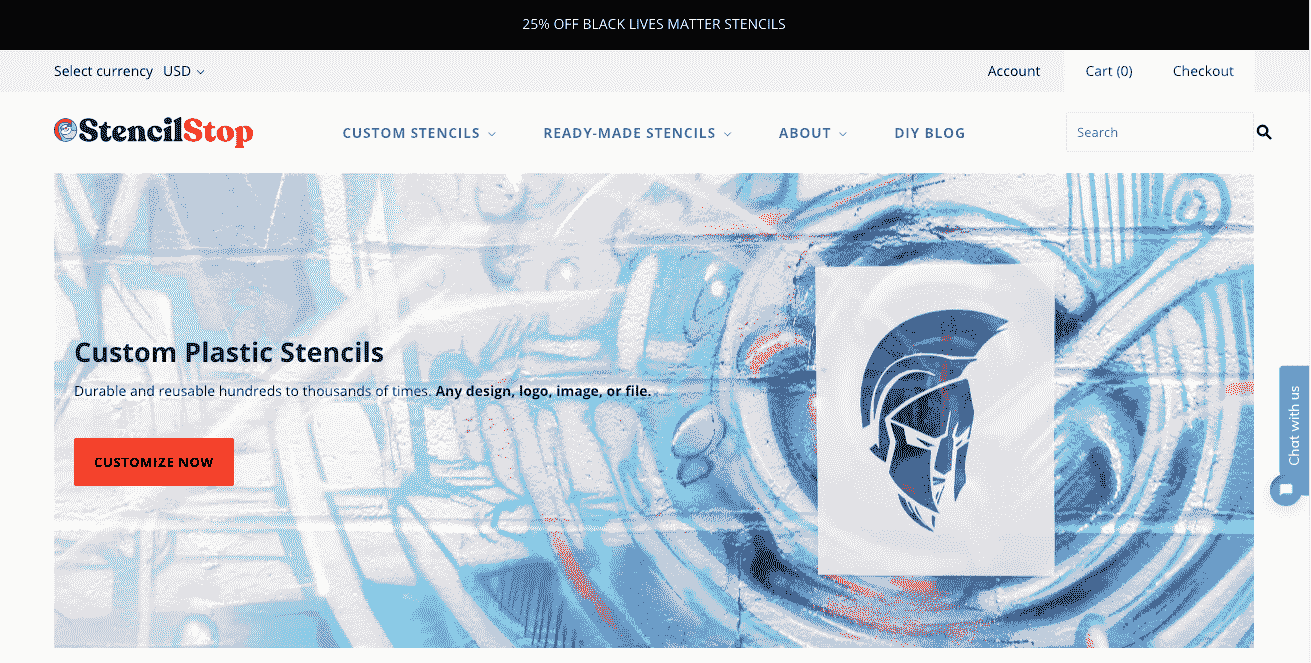 25% OFF BLACK LIVES MATTER STENCILS
Select currency USD
Account Cart (0) Checkout
StencilStop
CUSTOM STENCILS READY-MADE STENCILS ABOUT DIY BLOG
Search
Custom Plastic Stencils
Durable and reusable hundreds to thousands of times. Any design, logo, image, or file.
CUSTOMIZE NOW
Chat with us